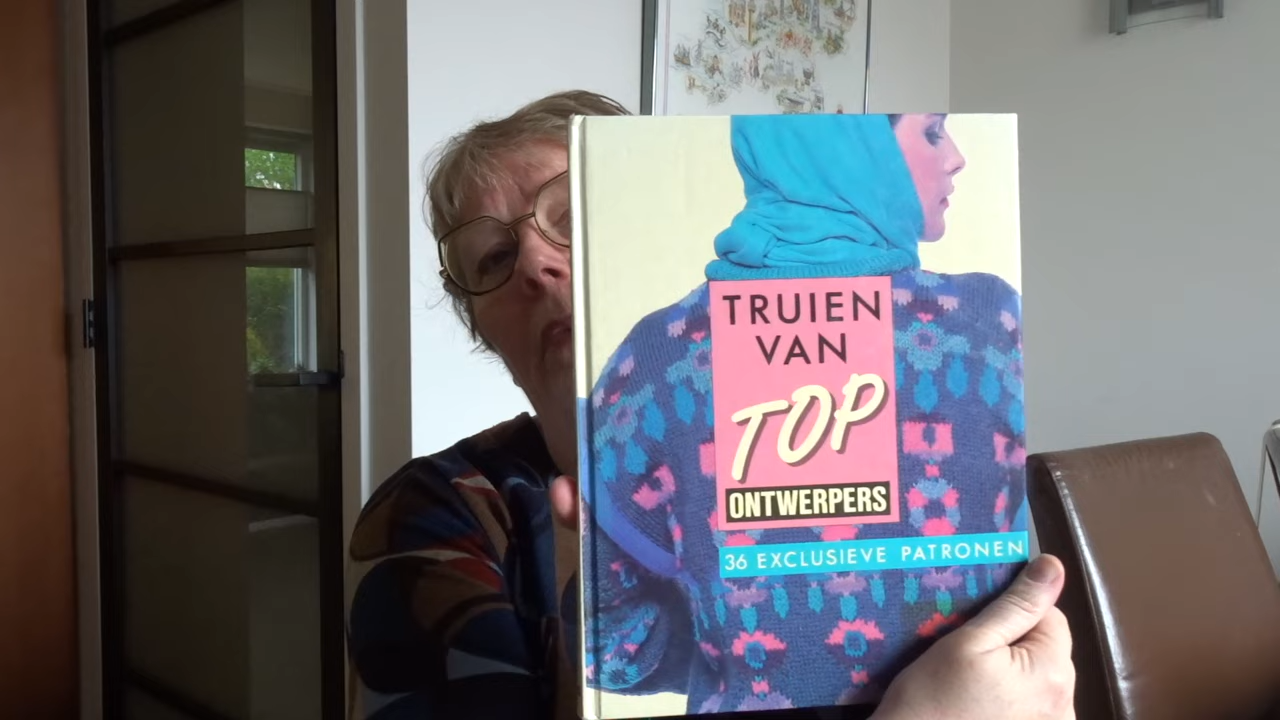 TRUIEN
VAN
TOP
ONTWERPERS
36 EXCLUSIEVE PATRONEN